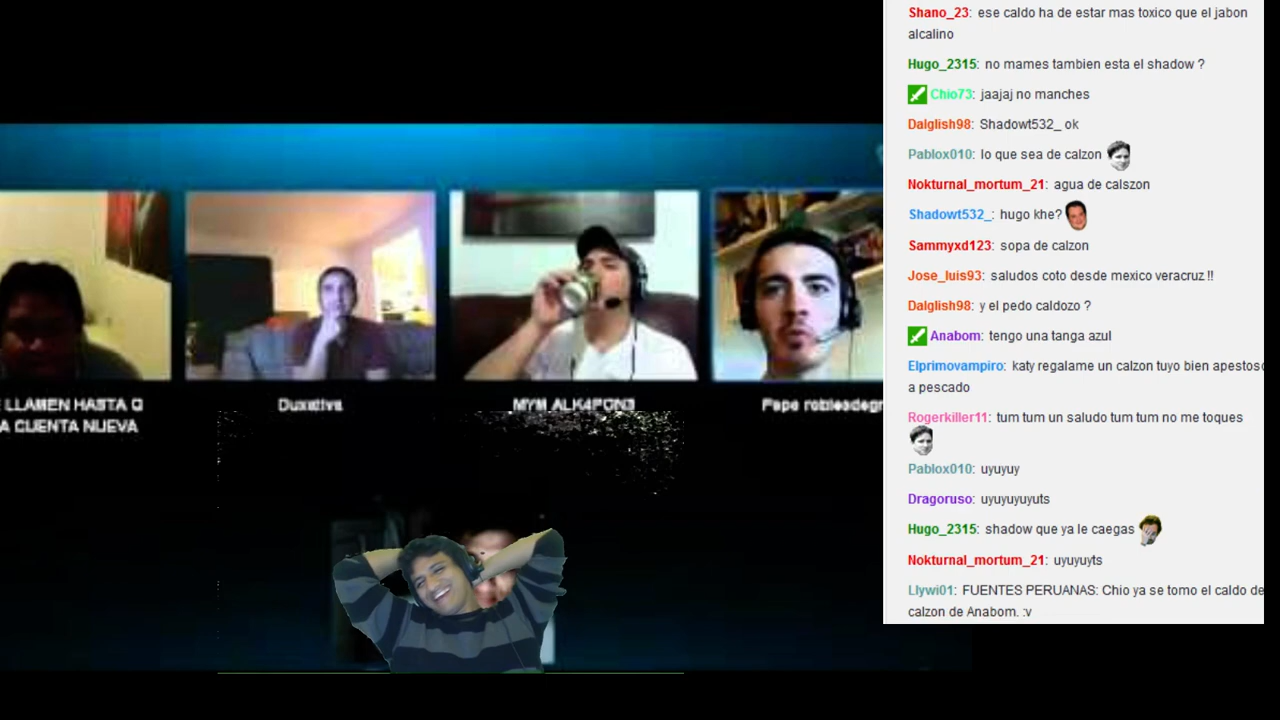 LLAMEN HASTA Q
A CUENTA NUEVA
Duxativa
MYM ALK4PON3
Pepe roblesdegr
Shano_23: ese caldo ha de estar mas toxico que el jabon
alcalino
Hugo_2315: no mames tambien esta el shadow ?
Chio73: jaajaj no manches
Dalglish98: Shadowt532_ ok
Pablox010: lo que sea de calzon
Nokturnal_mortum_21: agua de calszon
Shadowt532_: hugo khe?
Sammyxd123: sopa de calzon
Jose_luis93: saludos coto desde mexico veracruz !!
Dalglish98: y el pedo caldozo ?
Anabom: tengo una tanga azul
Elprimovampiro: katy regalame un calzon tuyo bien apestoso
a pescado
Rogerkiller11: tum tum un saludo tum tum no me toques
Pablox010: uyuyuy
Dragoruso: uyuyuyuyuts
Hugo_2315: shadow que ya le caegas
Nokturnal_mortum_21: uyuyuyts
Llywi01: FUENTES PERUANAS: Chio ya se tomo el caldo de
calzon de Anabom. :v